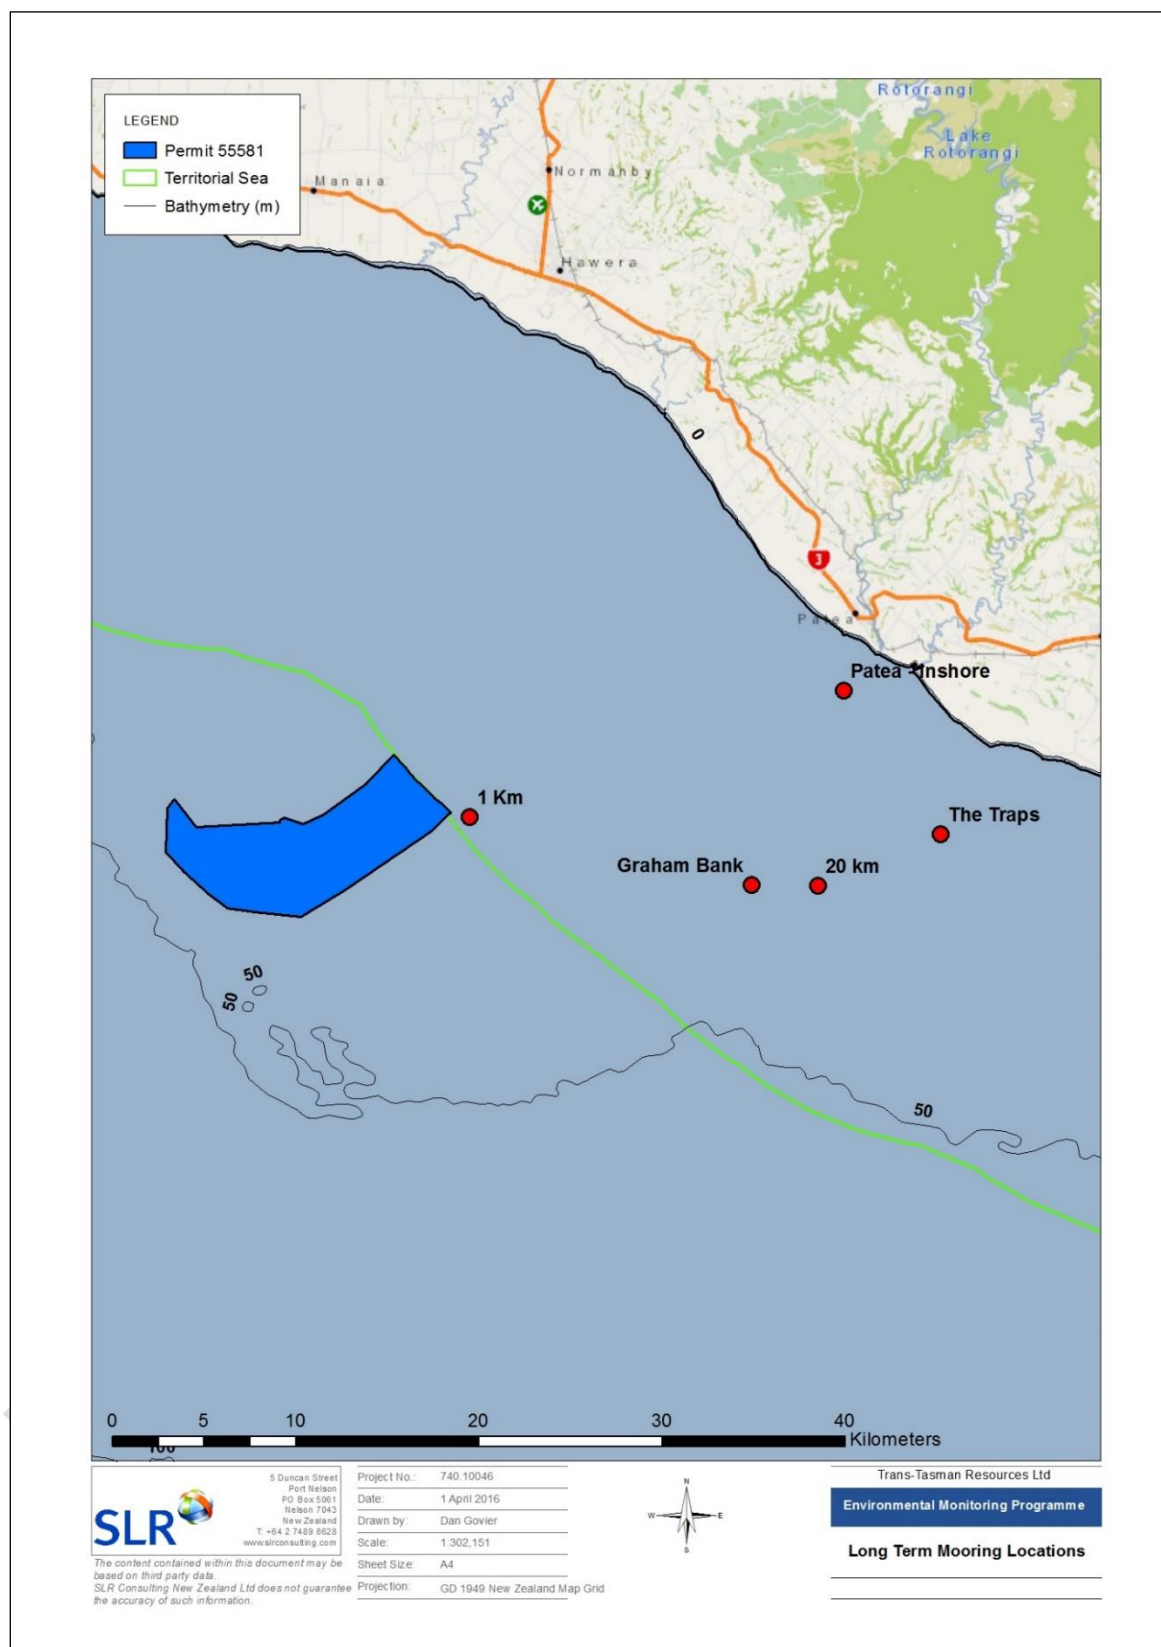 LEGEND
Permit 55581
Territorial Sea
Bathymetry (m)
Rotorangi
Lake
Rotorangi
Manaia
Normanby
Hawera
0
3
Patea
Patea - Inshore
1 Km
The Traps
Graham Bank
20 km
50
50
50
0 5 10 20 30 40
Kilometers
100
SLR
5 Duncan Street
Port Nelson
PO Box 5061
Nelson 7043
New Zealand
T: +64 2 7489 8628
www.slrconsulting.com
The content contained within this document may be
based on third party data.
SLR Consulting New Zealand Ltd does not guarantee
the accuracy of such information.
Project No.: 740.10046
Date: 1 April 2016
Drawn by: Dan Govier
Scale: 1:302,151
Sheet Size: A4
Projection: GD 1949 New Zealand Map Grid
N
W E
S
Trans-Tasman Resources Ltd
Environmental Monitoring Programme
Long Term Mooring Locations